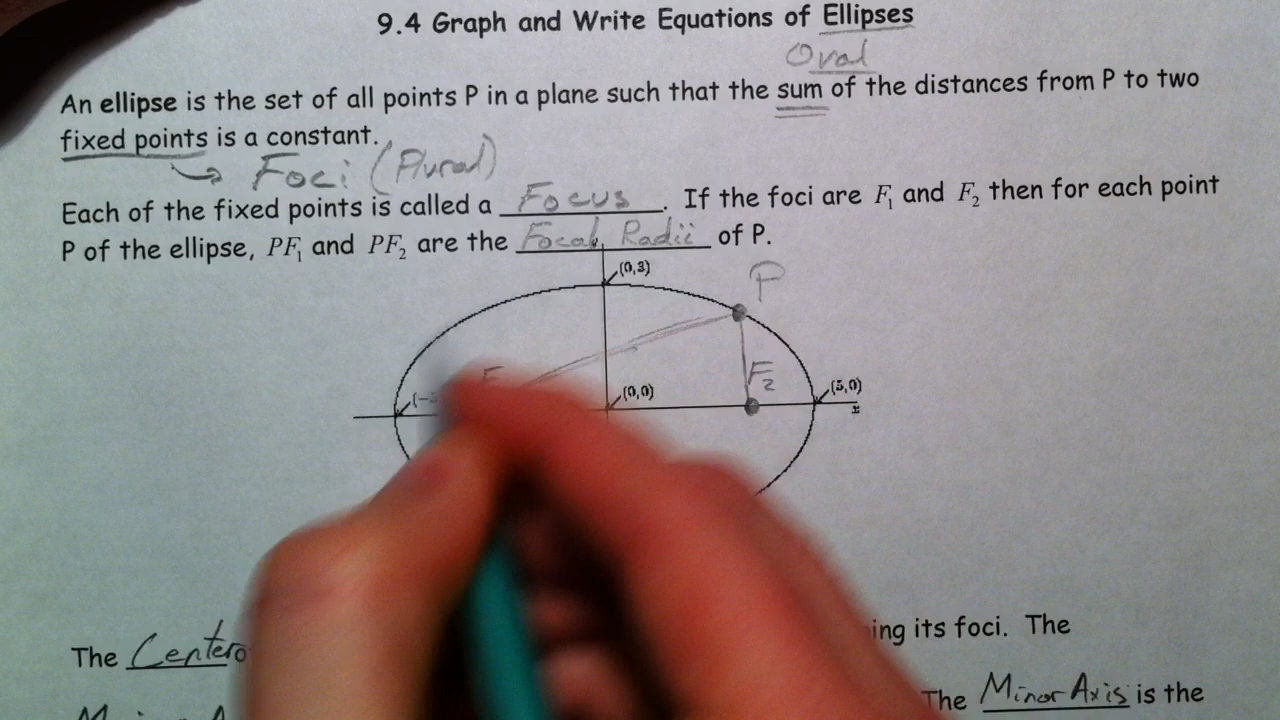 9.4 Graph and Write Equations of Ellipses
Oval
An ellipse is the set of all points P in a plane such that the sum of the distances from P to two
fixed points is a constant.
Foci (Plural)
Each of the fixed points is called a Focus. If the foci are F₁ and F₂ then for each point
P of the ellipse, PF₁ and PF₂ are the Focal Radii of P.
(0,3)
P
F₂
(0,0)
(5,0)
x
ing its foci. The
The Center o
The Minor Axis is the